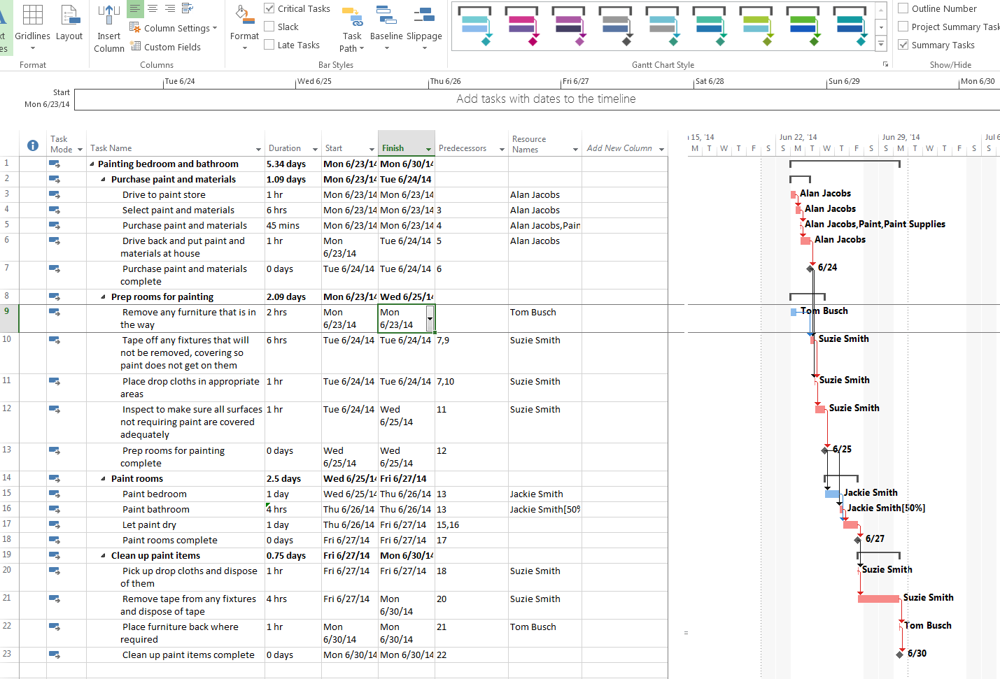 xt
es
Gridlines
Layout
Format
Insert
Column
Column Settings
Custom Fields
Columns
Format
Critical Tasks
Slack
Late Tasks
Task
Path
Baseline
Slippage
Bar Styles
Gantt Chart Style
Outline Number
Project Summary Task
Summary Tasks
Show/Hide
Tue 6/24 Wed 6/25 Thu 6/26 Fri 6/27 Sat 6/28 Sun 6/29 Mon 6/30
Start
Mon 6/23/14
Add tasks with dates to the timeline
Task
Mode
Task Name
Duration
Start
Finish
Predecessors
Resource
Names
Add New Column
15, '14 Jun 22, '14 Jun 29, '14 Jul 6
M T W T F S S M T W T F S S M T W T F S S
1 Painting bedroom and bathroom 5.34 days Mon 6/23/14 Mon 6/30/14
2 Purchase paint and materials 1.09 days Mon 6/23/14 Tue 6/24/14
3 Drive to paint store 1 hr Mon 6/23/14 Mon 6/23/14 Alan Jacobs Alan Jacobs
4 Select paint and materials 6 hrs Mon 6/23/14 Mon 6/23/14 3 Alan Jacobs Alan Jacobs
5 Purchase paint and materials 45 mins Mon 6/23/14 Mon 6/23/14 4 Alan Jacobs,Pain Alan Jacobs,Paint,Paint Supplies
6 Drive back and put paint and 1 hr Mon Tue 6/24/14 5 Alan Jacobs Alan Jacobs
materials at house 6/23/14
7 Purchase paint and materials 0 days Tue 6/24/14 Tue 6/24/14 6 6/24
complete
8 Prep rooms for painting 2.09 days Mon 6/23/14 Wed 6/25/14
9 Remove any furniture that is in 2 hrs Mon Mon Tom Busch Tom Busch
the way 6/23/14 6/23/14
10 Tape off any fixtures that will 6 hrs Tue 6/24/14 Tue 6/24/14 7,9 Suzie Smith Suzie Smith
not be removed, covering so
paint does not get on them
11 Place drop cloths in appropriate 1 hr Tue 6/24/14 Tue 6/24/14 7,10 Suzie Smith Suzie Smith
areas
12 Inspect to make sure all surfaces 1 hr Tue 6/24/14 Wed 11 Suzie Smith Suzie Smith
not requiring paint are covered 6/25/14
adequately
13 Prep rooms for painting 0 days Wed Wed 12 6/25
complete 6/25/14 6/25/14
14 Paint rooms 2.5 days Wed 6/25/14 Fri 6/27/14
15 Paint bedroom 1 day Wed 6/25/14 Thu 6/26/14 13 Jackie Smith Jackie Smith
16 Paint bathroom 4 hrs Thu 6/26/14 Thu 6/26/14 13 Jackie Smith[50% Jackie Smith[50%]
17 Let paint dry 1 day Thu 6/26/14 Fri 6/27/14 15,16
18 Paint rooms complete 0 days Fri 6/27/14 Fri 6/27/14 17 6/27
19 Clean up paint items 0.75 days Fri 6/27/14 Mon 6/30/14
20 Pick up drop cloths and dispose 1 hr Fri 6/27/14 Fri 6/27/14 18 Suzie Smith Suzie Smith
of them
21 Remove tape from any fixtures 4 hrs Fri 6/27/14 Mon 20 Suzie Smith Suzie Smith
and dispose of tape 6/30/14
22 Place furniture back where 1 hr Mon Mon 21 Tom Busch Tom Busch
required 6/30/14 6/30/14
23 Clean up paint items complete 0 days Mon 6/30/14 Mon 6/30/14 22 6/30